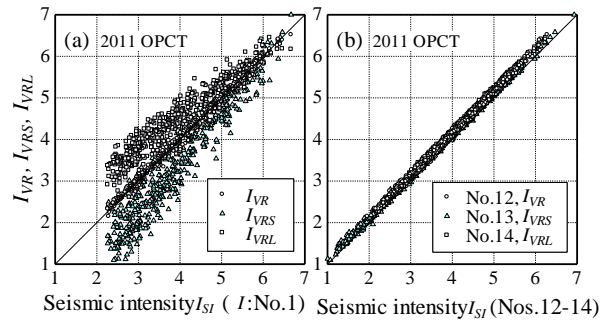 (a) 2011 OPCT
I_VR, I_VRS, I_VRL
7
6
5
4
3
2
1
I_VR
I_VRS
I_VRL
1 2 3 4 5 6 7
Seismic intensity I_SI ( I:No.1)
(b) 2011 OPCT
7
6
5
4
3
2
1
No.12, I_VR
No.13, I_VRS
No.14, I_VRL
1 2 3 4 5 6 7
Seismic intensity I_SI (Nos.12-14)